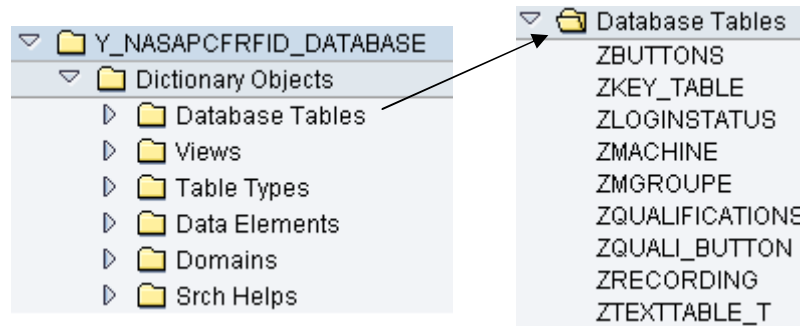 Y_NASAPCFRFID_DATABASE
Dictionary Objects
Database Tables
Views
Table Types
Data Elements
Domains
Srch Helps
Database Tables
ZBUTTONS
ZKEY_TABLE
ZLOGINSTATUS
ZMACHINE
ZMGROUPE
ZQUALIFICATIONS
ZQUALI_BUTTON
ZRECORDING
ZTEXTTABLE_T